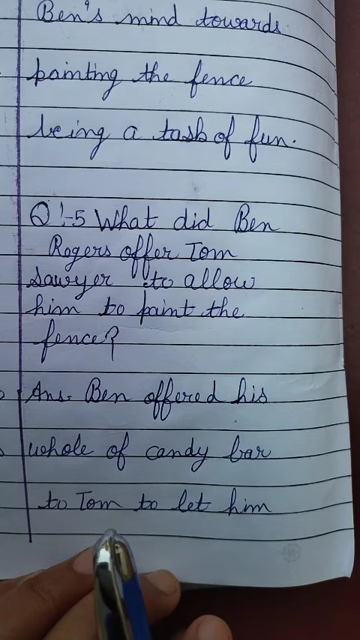 Ben's mind towards
painting the fence
being a task of fun.
Q!-5 What did Ben
Rogers offer Tom
Sawyer to allow
him to paint the
fence?
Ans. Ben offered his
whole of candy bar
to Tom to let him